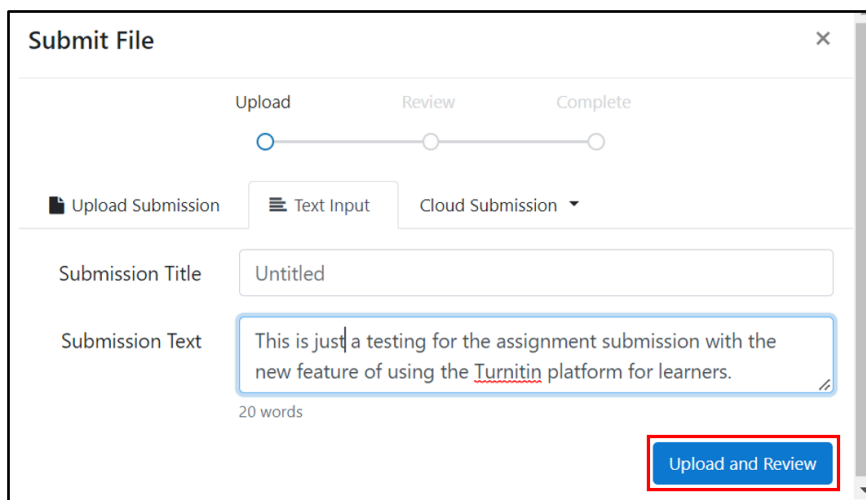 Submit File ×
Upload Review Complete
Upload Submission Text Input Cloud Submission
Submission Title Untitled
Submission Text This is just a testing for the assignment submission with the
new feature of using the Turnitin platform for learners.
20 words
Upload and Review